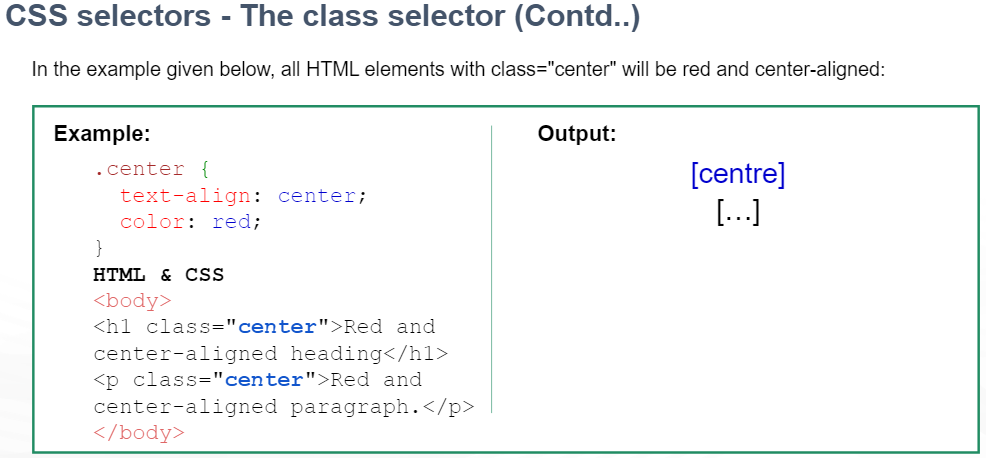 CSS selectors - The class selector (Contd..)
In the example given below, all HTML elements with class="center" will be red and center-aligned:
Example:
.center {
text-align: center;
color: red;
}
HTML & CSS
<body>
<h1 class="center">Red and
center-aligned heading</h1>
<p class="center">Red and
center-aligned paragraph.</p>
</body>
Output:
[centre]
[...]